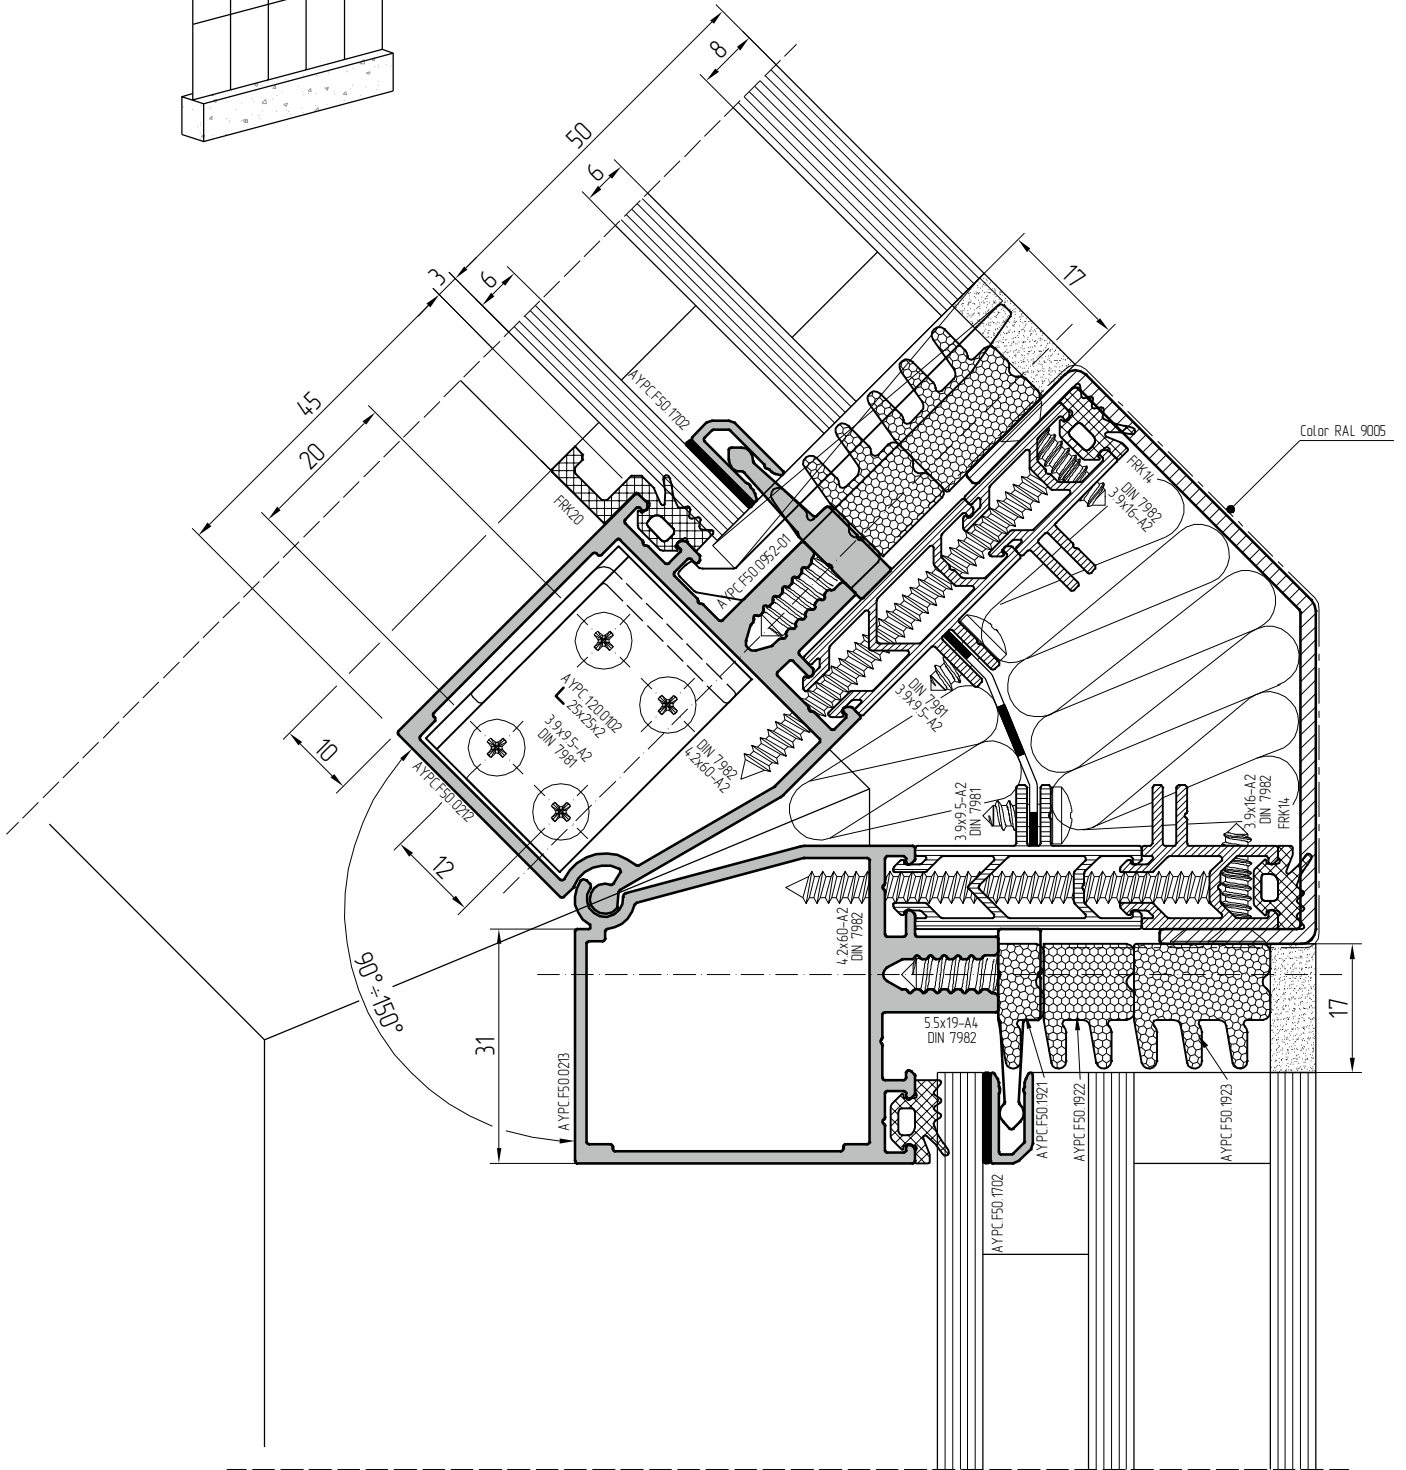 8
50
6
3
6
17
45
20
AYPC.F50.1702
Color RAL 9005
FRK14
DIN 7982
3.9x16-A2
FRK20
AYPC.F50.0952-01
AYPC.120.0102
25x25x2
3.9x9.5-A2
DIN 7981
DIN 7981
3.9x9.5-A2
DIN 7982
4.2x60-A2
10
AYPC.F50.0212
3.9x9.5-A2
DIN 7981
3.9x16-A2
DIN 7982
FRK14
12
4.2x60-A2
DIN 7982
90°÷150°
17
5.5x19-A4
DIN 7982
31
AYPC.F50.0213
AYPC.F50.1921
AYPC.F50.1922
AYPC.F50.1923
AYPC.F50.1702